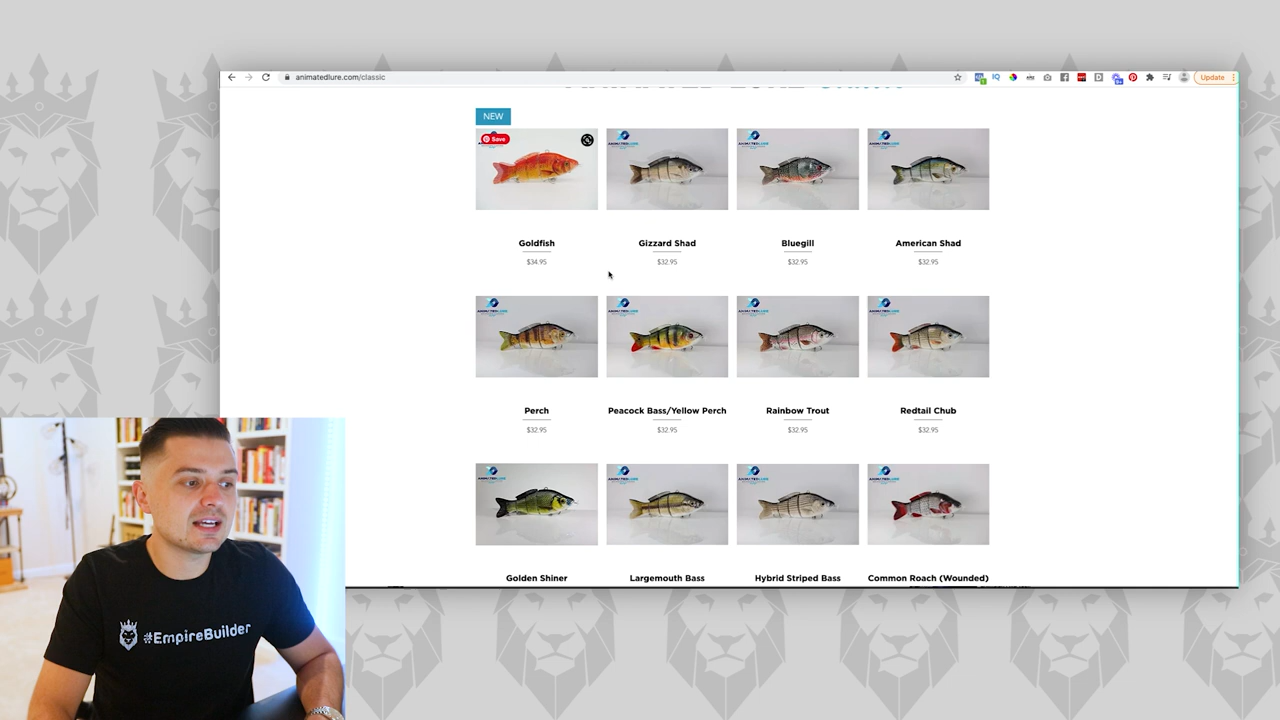 animatedlure.com/classic
Update
NEW
Save
Goldfish
Gizzard Shad
Bluegill
American Shad
$34.95
$32.95
$32.95
$32.95
Perch
Peacock Bass/Yellow Perch
Rainbow Trout
Redtail Chub
$32.95
$32.95
$32.95
$32.95
Golden Shiner
Largemouth Bass
Hybrid Striped Bass
Common Roach (Wounded)
#EmpireBuilder